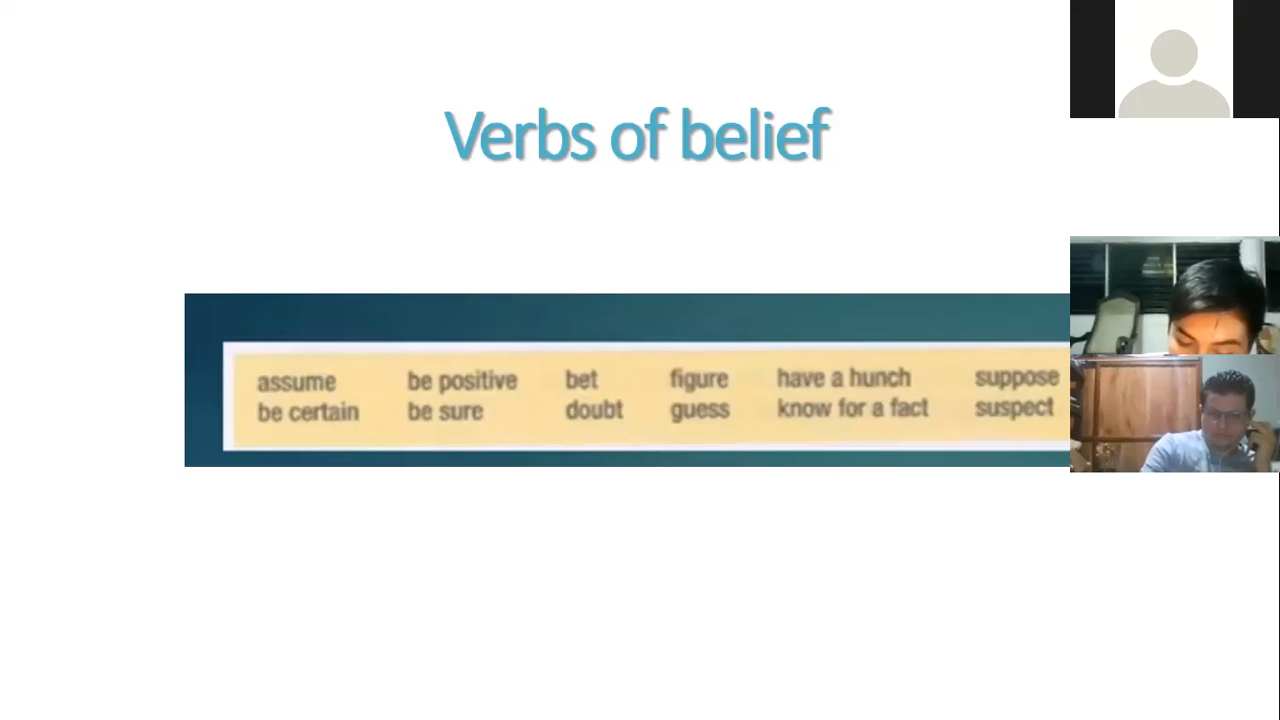 Verbs of belief
assume be positive bet figure have a hunch suppose
be certain be sure doubt guess know for a fact suspect